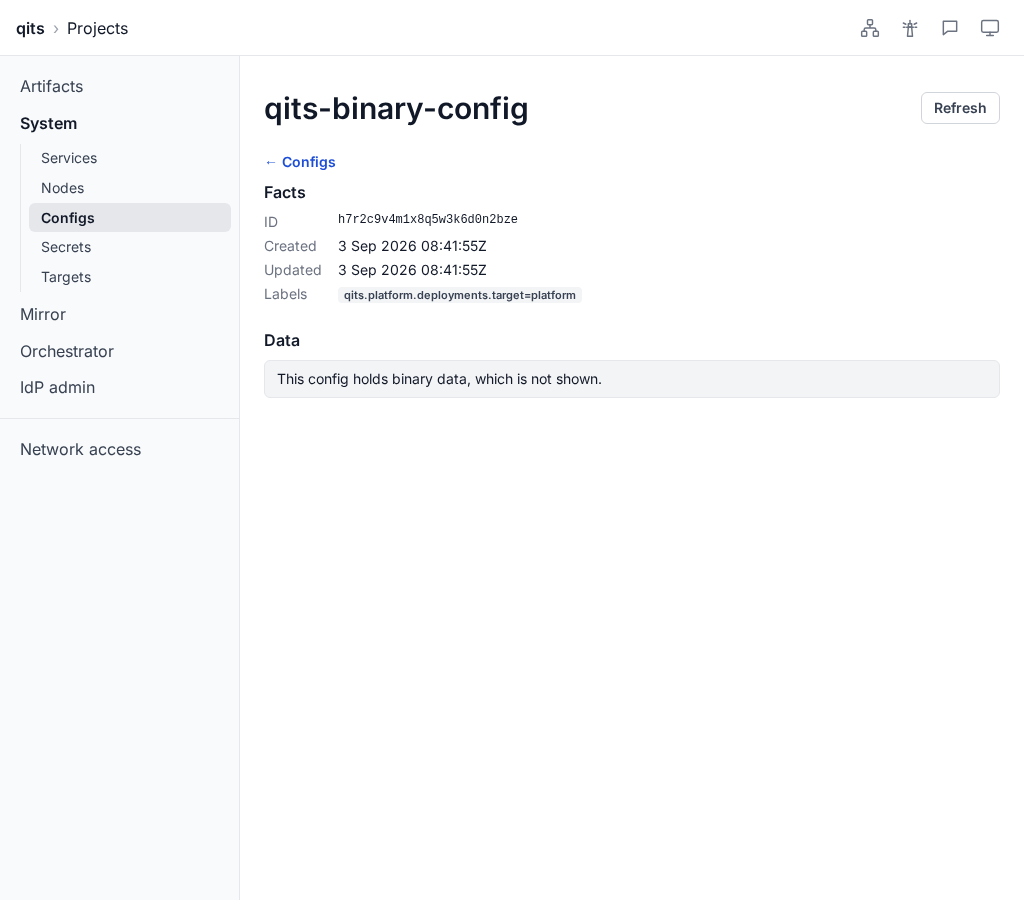 qits › Projects
Artifacts
System
Services
Nodes
Configs
Secrets
Targets
Mirror
Orchestrator
IdP admin
Network access
qits-binary-config
Refresh
← Configs
Facts
ID h7r2c9v4m1x8q5w3k6d0n2bze
Created 3 Sep 2026 08:41:55Z
Updated 3 Sep 2026 08:41:55Z
Labels qits.platform.deployments.target=platform
Data
This config holds binary data, which is not shown.